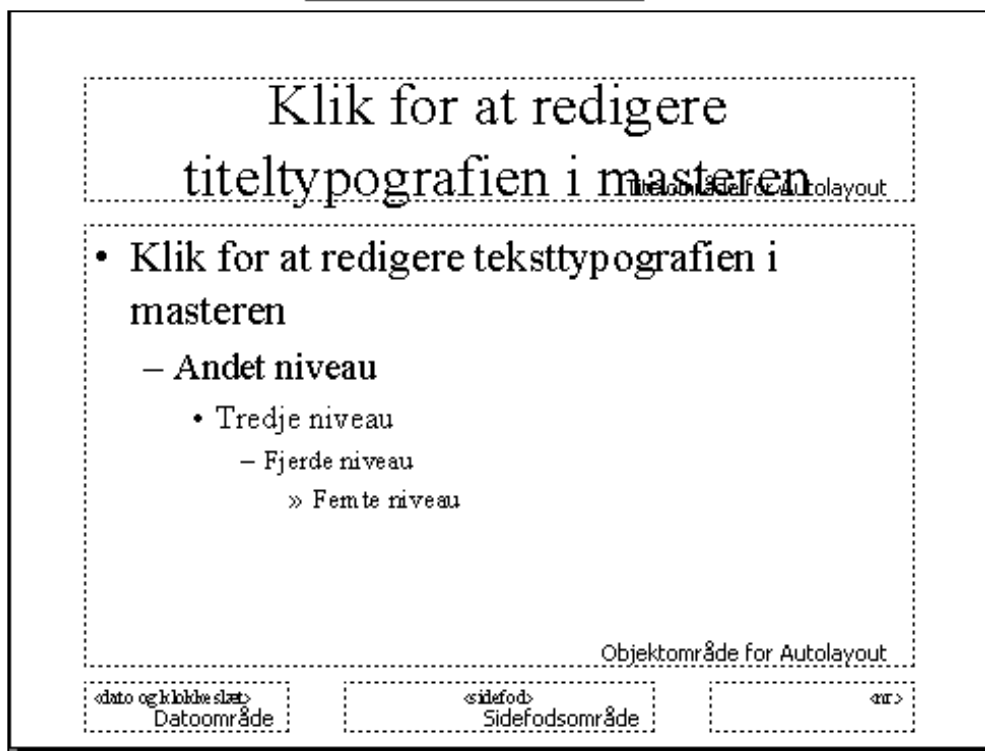 Klik for at redigere
titeltypografien i masteren
Titelområde for Autolayout
• Klik for at redigere teksttypografien i
masteren
– Andet niveau
• Tredje niveau
– Fjerde niveau
» Femte niveau
Objektområde for Autolayout
<dato og klokkeslæt>
Datoområde
<sidefod>
Sidefodsområde
<nr.>